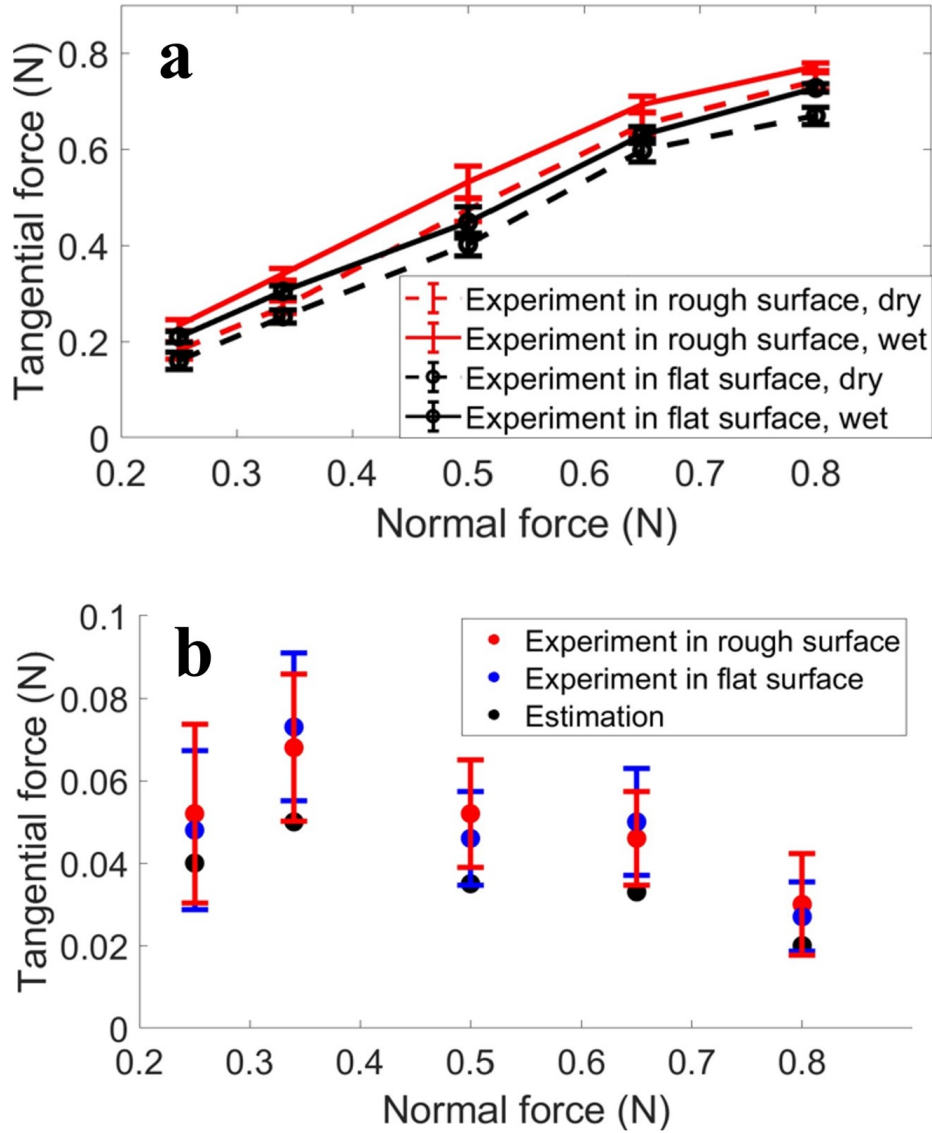 a
Tangential force (N)
0.8
0.6
0.4
0.2
0
Experiment in rough surface, dry
Experiment in rough surface, wet
Experiment in flat surface, dry
Experiment in flat surface, wet
0.2 0.3 0.4 0.5 0.6 0.7 0.8
Normal force (N)
b
Tangential force (N)
0.1
0.08
0.06
0.04
0.02
0
Experiment in rough surface
Experiment in flat surface
Estimation
0.2 0.3 0.4 0.5 0.6 0.7 0.8
Normal force (N)